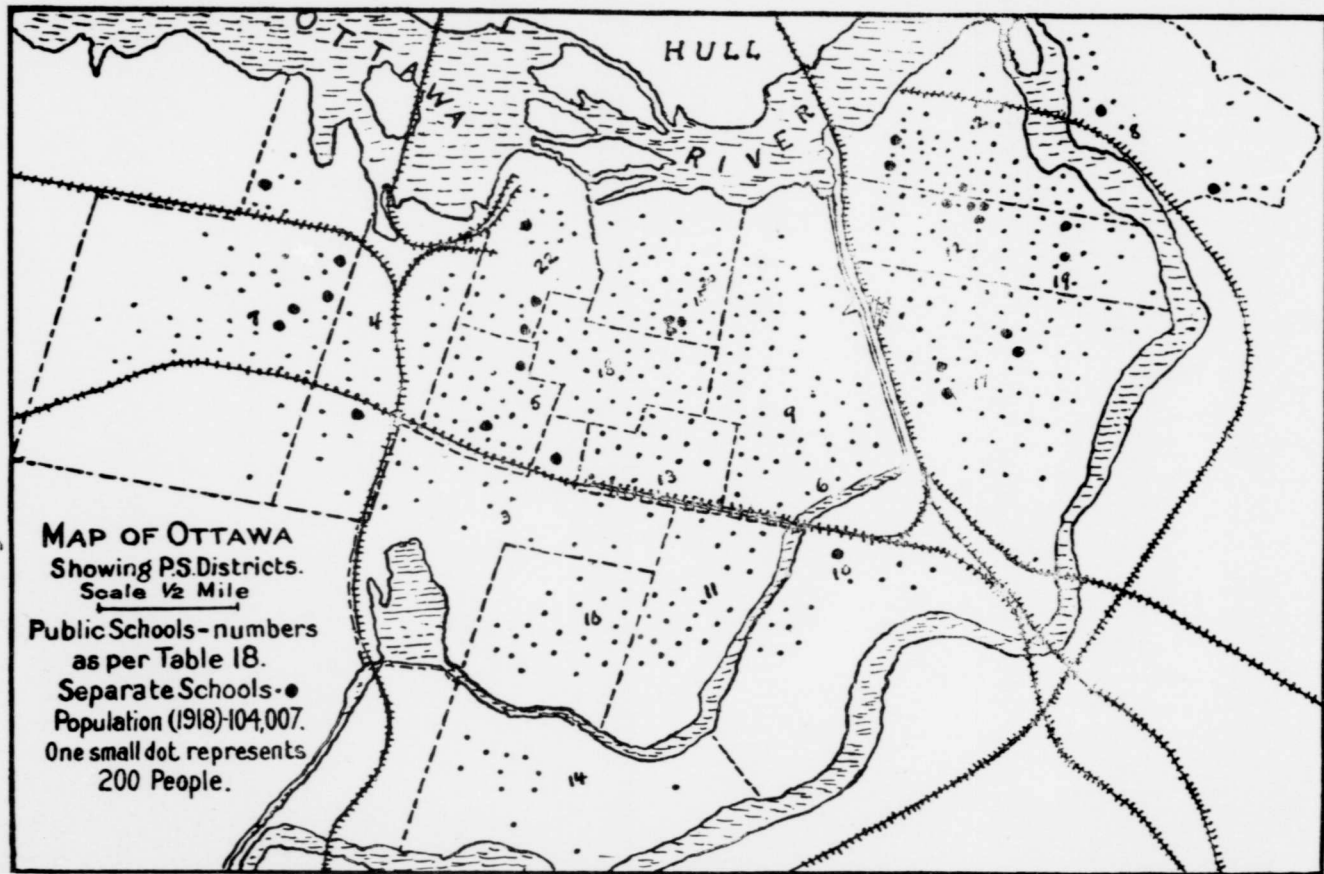 OTTAWA
RIVER
HULL
2
8
22
12
19.
4
7
18
5
17
9
13
6
3
10
11
16
14
MAP OF OTTAWA
Showing P.S.Districts.
Scale ½ Mile
Public Schools-numbers
as per Table 18.
Separate Schools-●
Population (1918)-104,007.
One small dot represents
200 People.